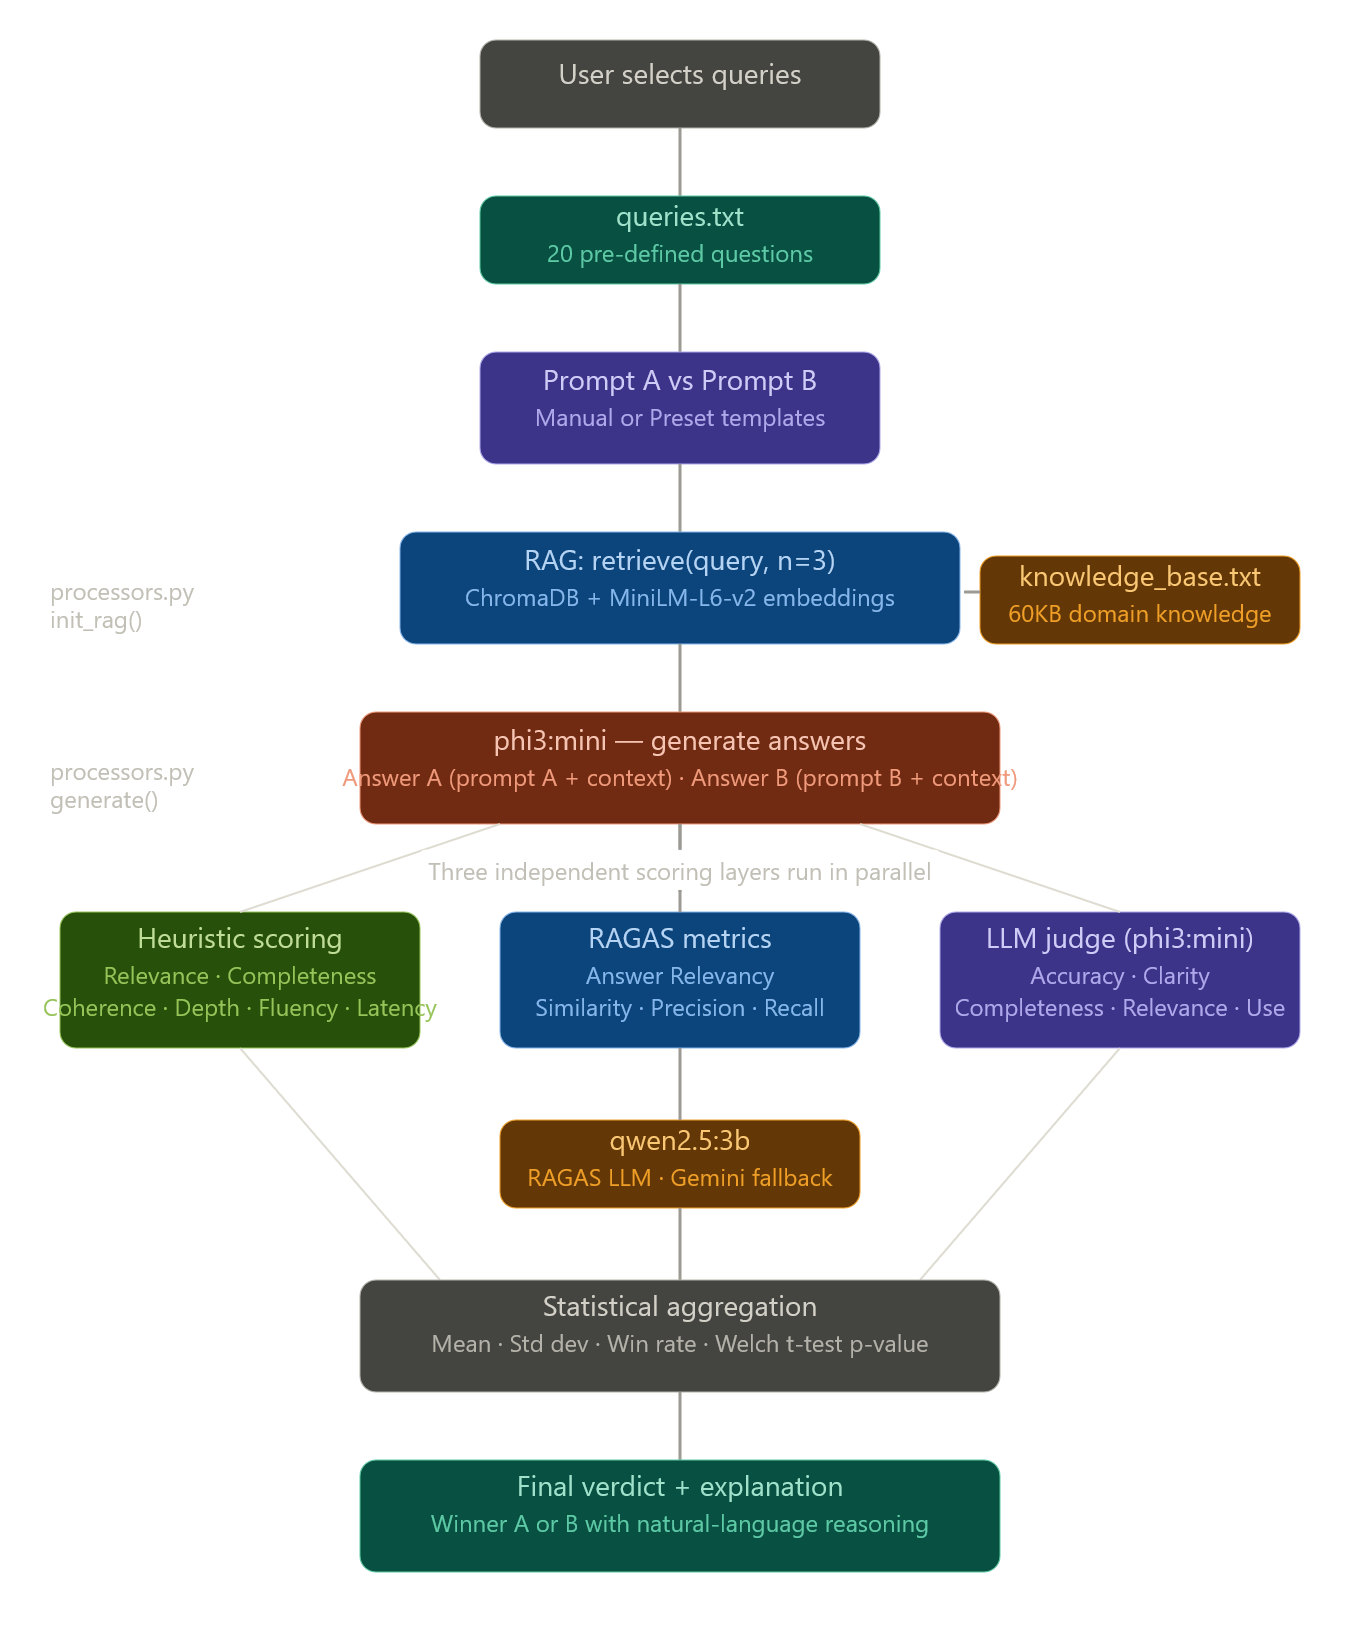 User selects queries
queries.txt
20 pre-defined questions
Prompt A vs Prompt B
Manual or Preset templates
RAG: retrieve(query, n=3)
ChromaDB + MiniLM-L6-v2 embeddings
knowledge_base.txt
60KB domain knowledge
processors.py
init_rag()
phi3:mini — generate answers
Answer A (prompt A + context) · Answer B (prompt B + context)
processors.py
generate()
Three independent scoring layers run in parallel
Heuristic scoring
Relevance · Completeness
Coherence · Depth · Fluency · Latency
RAGAS metrics
Answer Relevancy
Similarity · Precision · Recall
LLM judge (phi3:mini)
Accuracy · Clarity
Completeness · Relevance · Use
qwen2.5:3b
RAGAS LLM · Gemini fallback
Statistical aggregation
Mean · Std dev · Win rate · Welch t-test p-value
Final verdict + explanation
Winner A or B with natural-language reasoning